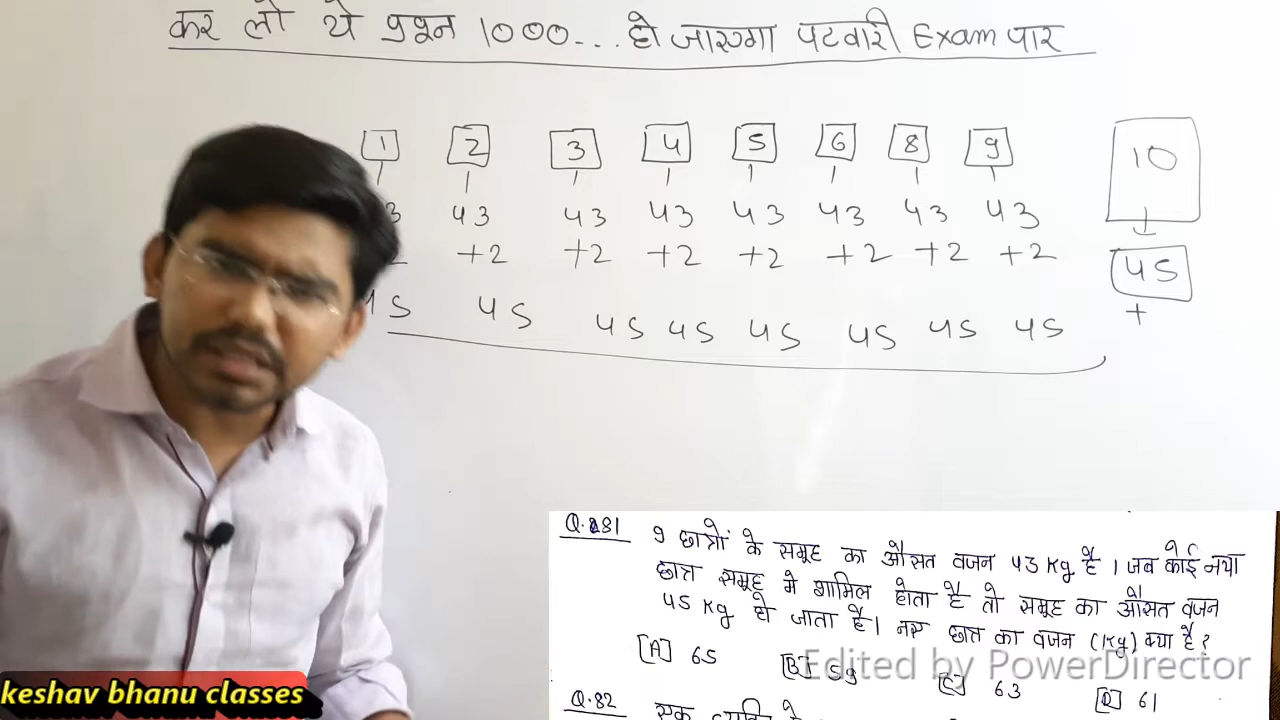 कर लो ये प्रश्न 1000... हो जाएगा पटवारी Exam पार
1 2 3 4 5 6 8 9 10
3 43 43 43 43 43 43 43 45
2 +2 +2 +2 +2 +2 +2 +2 +
45 45 45 45 45 45 45 45
Q.81 9 छात्रों के समूह का औसत वजन 43 Kg है। जब कोई नया
छात्र समूह मे शामिल होता है तो समूह का औसत वजन
45 Kg हो जाता है। नए छात्र का वजन (Kg) क्या है?
[A] 65 [B] 59 [C] 63 [D] 61
Edited by PowerDirector
Q.82 एक
keshav bhanu classes